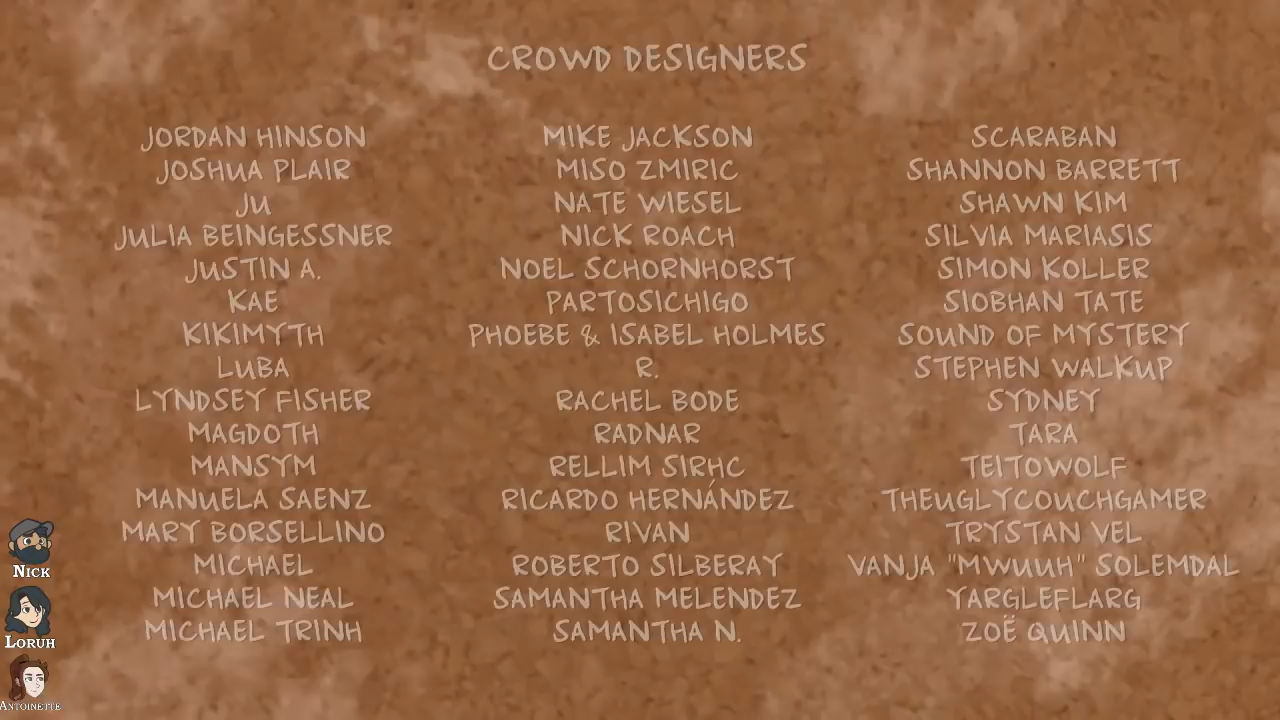 CROWD DESIGNERS
JORDAN HINSON
JOSHUA PLAIR
JU
JULIA BEINGESSNER
JUSTIN A.
KAE
KIKIMYTH
LUBA
LYNDSEY FISHER
MAGDOTH
MANSYM
MANUELA SAENZ
MARY BORSELLINO
MICHAEL
MICHAEL NEAL
MICHAEL TRINH
MIKE JACKSON
MISO ZMIRIC
NATE WIESEL
NICK ROACH
NOEL SCHORNHORST
PARTOSICHIGO
PHOEBE & ISABEL HOLMES
R.
RACHEL BODE
RADNAR
RELLIM SIRHC
RICARDO HERNÁNDEZ
RIVAN
ROBERTO SILBERAY
SAMANTHA MELENDEZ
SAMANTHA N.
SCARABAN
SHANNON BARRETT
SHAWN KIM
SILVIA MARIASIS
SIMON KOLLER
SIOBHAN TATE
SOUND OF MYSTERY
STEPHEN WALKUP
SYDNEY
TARA
TEITOWOLF
THEUGLYCOUCHGAMER
TRYSTAN VEL
VANJA "MWUUH" SOLEMDAL
YARGLEFLARG
ZOË QUINN
NICK
LORUH
ANTOINETTE